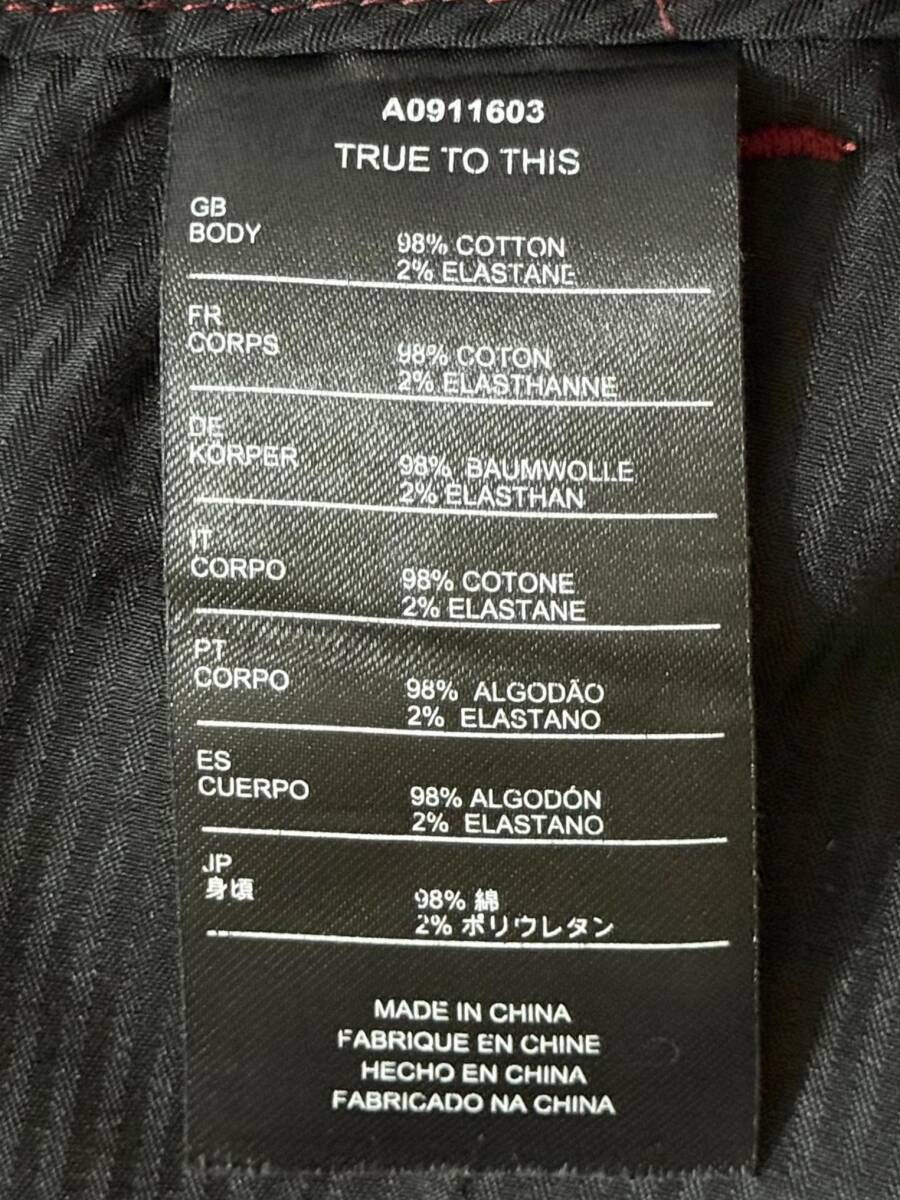 A0911603
TRUE TO THIS
GB
BODY
98% COTTON
2% ELASTANE
FR
CORPS
98% COTON
2% ELASTHANNE
DE
KORPER
98% BAUMWOLLE
2% ELASTHAN
IT
CORPO
98% COTONE
2% ELASTANE
PT
CORPO
98% ALGODÃO
2% ELASTANO
ES
CUERPO
98% ALGODÓN
2% ELASTANO
JP
身頃
98% 綿
2% ポリウレタン
MADE IN CHINA
FABRIQUE EN CHINE
HECHO EN CHINA
FABRICADO NA CHINA